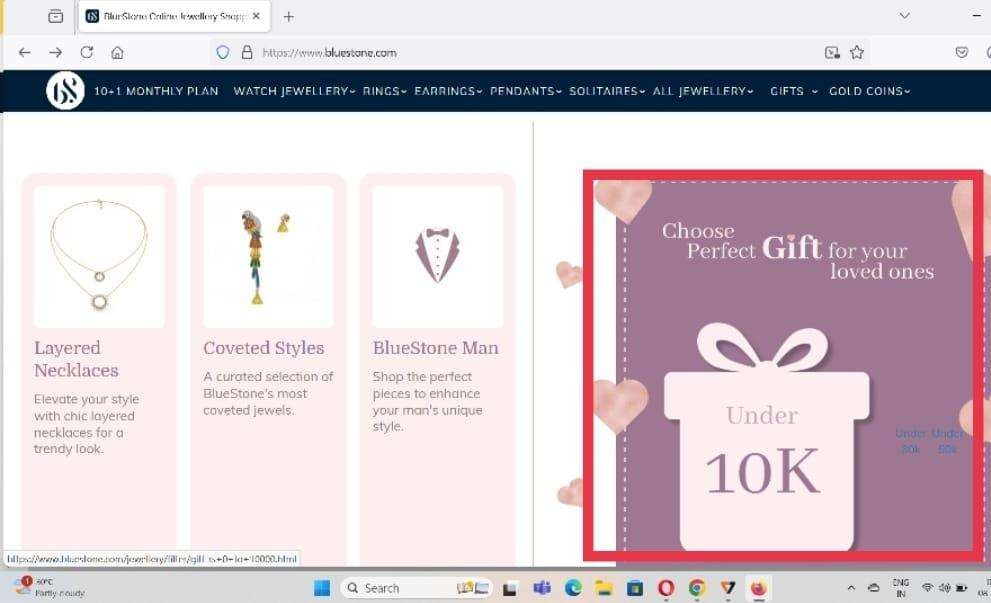 BlueStone Online Jewellery Shopp
https://www.bluestone.com
10+1 MONTHLY PLAN WATCH JEWELLERY RINGS EARRINGS PENDANTS SOLITAIRES ALL JEWELLERY GIFTS GOLD COINS
Layered
Necklaces
Elevate your style
with chic layered
necklaces for a
trendy look.
Coveted Styles
A curated selection of
BlueStone's most
coveted jewels.
BlueStone Man
Shop the perfect
pieces to enhance
your man's unique
style.
Choose
Perfect Gift for your
loved ones
Under
10K
Under Under
30k 50k
30°C
Partly cloudy
1
Search
ENG
IN